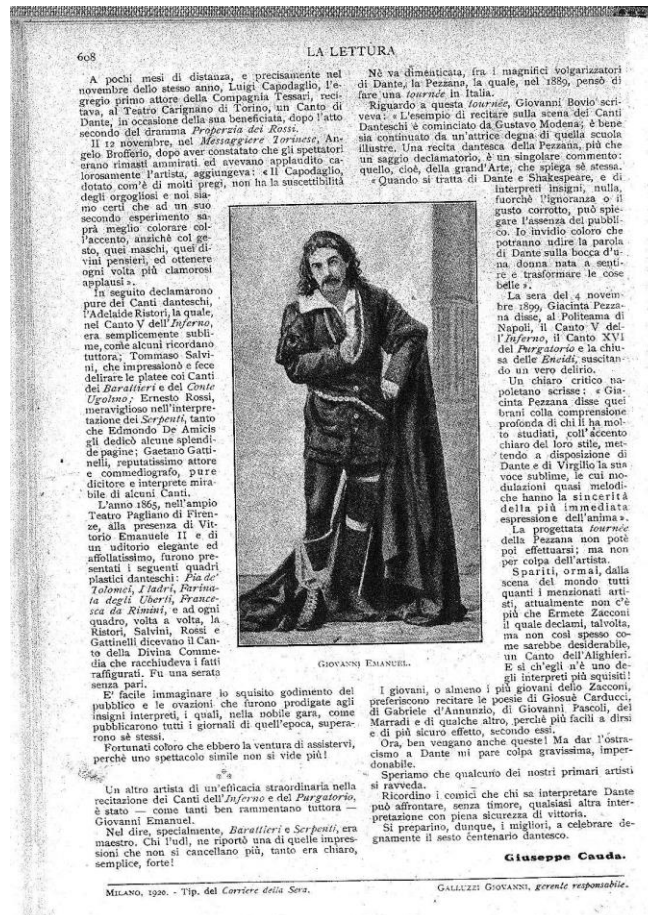 608
LA LETTURA
A pochi mesi di distanza, e precisamente nel
novembre dello stesso anno, Luigi Capodaglio, l'e-
gregio primo attore della Compagnia Tessari, reci-
tava, al Teatro Carignano di Torino, un Canto di
Dante, in occasione della sua beneficiata, dopo l'atto
secondo del dramma Properzia dei Rossi.
Il 12 novembre, nel Messaggiere Torinese, An-
gelo Brofferio, dopo aver constatato che gli spettatori
erano rimasti ammirati ed avevano applaudito ca-
lorosamente l'artista, aggiungeva: « Il Capodaglio,
dotato com'è di molti pregi, non ha la suscettibilità
degli orgogliosi e noi sia-
mo certi che ad un suo
secondo esperimento sa-
prà meglio colorare col-
l'accento, anzichè col ge-
sto, quei maschi, quei di-
vini pensieri, ed ottenere
ogni volta più clamorosi
applausi ».
In seguito declamarono
pure dei Canti danteschi,
l'Adelaide Ristori, la quale,
nel Canto V dell'Inferno,
era semplicemente subli-
me, come alcuni ricordano
tuttora; Tommaso Salvi-
ni, che impressionò e fece
delirare le platee coi Canti
dei Barattieri e del Conte
Ugolino; Ernesto Rossi,
meraviglioso nell'interpre-
tazione dei Serpenti, tanto
che Edmondo De Amicis
gli dedicò alcune splendi-
de pagine; Gaetano Gatti-
nelli, reputatissimo attore
e commediografo, pure
dicitore e interprete mira-
bile di alcuni Canti.
L'anno 1865, nell'ampio
Teatro Pagliano di Firen-
ze, alla presenza di Vit-
torio Emanuele II e di
un uditorio elegante ed
affollatissimo, furono pre-
sentati i seguenti quadri
plastici danteschi: Pia de'
Tolomei, I ladri, Farina-
ta degli Uberti, France-
sca da Rimini, e ad ogni
quadro, volta a volta, la
Ristori, Salvini, Rossi e
Gattinelli dicevano il Can-
to della Divina Comme-
dia che racchiudeva i fatti
raffigurati. Fu una serata
senza pari.
E' facile immaginare lo squisito godimento del
pubblico e le ovazioni che furono prodigate agli
insigni interpreti, i quali, nella nobile gara, come
pubblicarono tutti i giornali di quell'epoca, supera-
rono sè stessi.
Fortunati coloro che ebbero la ventura di assistervi,
perchè uno spettacolo simile non si vide più!
Un altro artista di un'efficacia straordinaria nella
recitazione dei Canti dell'Inferno e del Purgatorio,
è stato — come tanti ben rammentano tuttora —
Giovanni Emanuel.
Nel dire, specialmente, Barattieri e Serpenti, era
maestro. Chi l'udì, ne riportò una di quelle impres-
sioni che non si cancellano più, tanto era chiaro,
semplice, forte!
GIOVANNI EMANUEL.
Nè va dimenticata, fra i magnifici volgarizzatori
di Dante, la Pezzana, la quale, nel 1889, pensò di
fare una tournée in Italia.
Riguardo a questa tournée, Giovanni Bovio scri-
veva: « L'esempio di recitare sulla scena dei Canti
Danteschi è cominciato da Gustavo Modena; è bene
sia continuato da un'attrice degna di quella scuola
illustre. Una recita dantesca della Pezzana, più che
un saggio declamatorio, è un singolare commento:
quello, cioè, della grand'Arte, che spiega sè stessa.
« Quando si tratta di Dante e Shakespeare, e di
interpreti insigni, nulla,
fuorchè l'ignoranza o il
gusto corrotto, può spie-
gare l'assenza del pubbli-
co. Io invidio coloro che
potranno udire la parola
di Dante sulla bocca d'u-
na donna nata a senti-
re e trasformare le cose
belle ».
La sera del 4 novem-
bre 1899, Giacinta Pezza-
na disse, al Politeama di
Napoli, il Canto V del-
l'Inferno, il Canto XVI
del Purgatorio e la chiu-
sa delle Eneidi, suscitan-
do un vero delirio.
Un chiaro critico na-
poletano scrisse: « Gia-
cinta Pezzana disse quei
brani colla comprensione
profonda di chi li ha mol-
to studiati, coll'accento
chiaro del loro stile, met-
tendo a disposizione di
Dante e di Virgilio la sua
voce sublime, le cui mo-
dulazioni quasi melodi-
che hanno la sincerità
della più immediata
espressione dell'anima ».
La progettata tournée
della Pezzana non potè
poi effettuarsi; ma non
per colpa dell'artista.
Spariti, ormai, dalla
scena del mondo tutti
quanti i menzionati arti-
sti, attualmente non c'è
più che Ermete Zacconi
il quale declami, talvolta,
ma non così spesso co-
me sarebbe desiderabile,
un Canto dell'Alighieri.
E si ch'egli n'è uno de-
gli interpreti più squisiti!
I giovani, o almeno i più giovani dello Zacconi,
preferiscono recitare le poesie di Giosuè Carducci,
di Gabriele d'Annunzio, di Giovanni Pascoli, del
Marradi e di qualche altro, perchè più facili a dirsi
e di più sicuro effetto, secondo essi.
Ora, ben vengano anche queste! Ma dar l'ostra-
cismo a Dante mi pare colpa gravissima, imper-
donabile.
Speriamo che qualcuno dei nostri primari artisti
si ravveda.
Ricordino i comici che chi sa interpretare Dante
può affrontare, senza timore, qualsiasi altra inter-
pretazione con piena sicurezza di vittoria.
Si preparino, dunque, i migliori, a celebrare de-
gnamente il sesto centenario dantesco.
Giuseppe Cauda.
MILANO, 1920. - Tip. del Corriere della Sera.
GALLUZZI GIOVANNI, gerente responsabile.